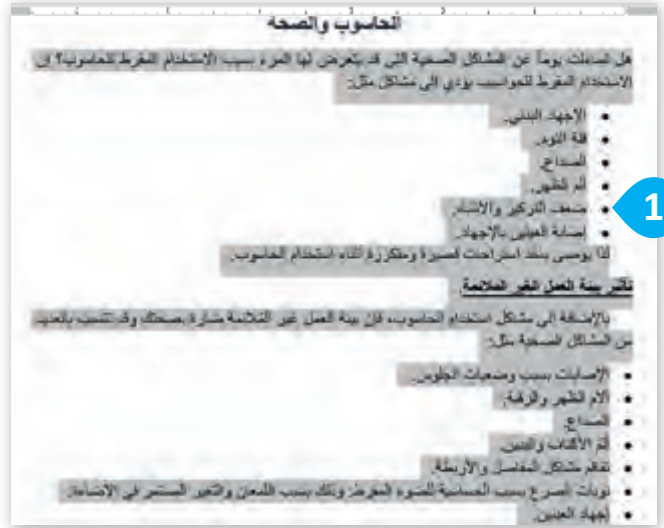 الحاسوب والصحة
هل تساءلت يوماً عن المشاكل الصحية التي قد يتعرض لها المرء بسبب الاستخدام المفرط للحاسوب؟ إن
الاستخدام المفرط للحواسيب يؤدي إلى مشاكل مثل:
• الإجهاد البدني.
• قلة النوم.
• الصداع.
• ألم الظهر.
• ضعف التركيز والانتباه.
• إصابة العينين بالإجهاد.
لذا يوصى بأخذ استراحات قصيرة ومتكررة أثناء استخدام الحاسوب.
تأثير بيئة العمل الغير الملائمة
بالإضافة إلى مشاكل استخدام الحاسوب، فإن بيئة العمل غير الملائمة ضارة بصحتك وقد تتسبب بالعديد
من المشاكل الصحية مثل:
• الإصابات بسبب وضعيات الجلوس.
• آلام الظهر والرقبة.
• الصداع.
• ألم الأكتاف واليدين.
• تفاقم مشاكل المفاصل والأربطة.
• نوبات الصرع بسبب الحساسية للضوء المفرط وذلك بسبب اللمعان والتغير المستمر في الإضاءة.
• إجهاد العينين.
1